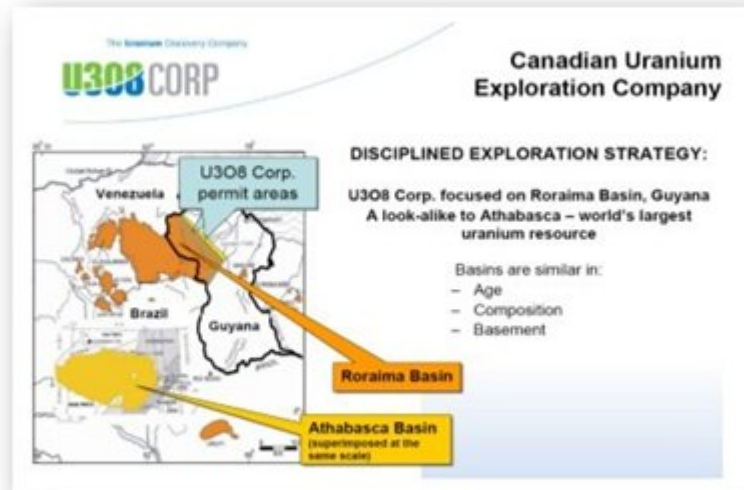 The Uranium Discovery Company
U3O8 CORP
Canadian Uranium
Exploration Company
DISCIPLINED EXPLORATION STRATEGY:
U3O8 Corp. focused on Roraima Basin, Guyana
A look-alike to Athabasca – world's largest
uranium resource
Basins are similar in:
– Age
– Composition
– Basement
U3O8 Corp.
permit areas
Venezuela
Brazil
Guyana
Roraima Basin
Athabasca Basin
(superimposed at the
same scale)